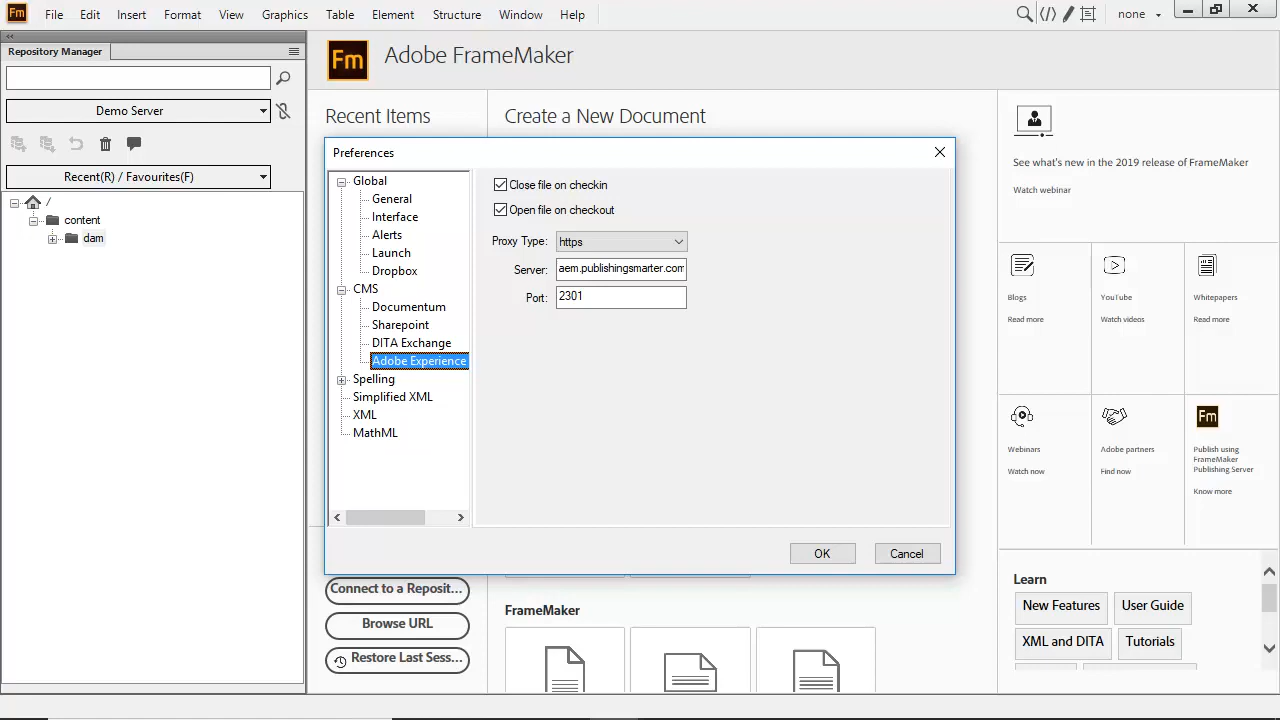 Fm File Edit Insert Format View Graphics Table Element Structure Window Help none
Repository Manager
Demo Server
Recent(R) / Favourites(F)
/
content
dam
Fm Adobe FrameMaker
Recent Items
Create a New Document
Preferences
Global
General
Interface
Alerts
Launch
Dropbox
CMS
Documentum
Sharepoint
DITA Exchange
Adobe Experience
Spelling
Simplified XML
XML
MathML
Close file on checkin
Open file on checkout
Proxy Type: https
Server: aem.publishingsmarter.com
Port: 2301
OK Cancel
Connect to a Reposit...
Browse URL
Restore Last Sess...
FrameMaker
See what's new in the 2019 release of FrameMaker
Watch webinar
Blogs
Read more
YouTube
Watch videos
Whitepapers
Read more
Webinars
Watch now
Adobe partners
Find now
Fm
Publish using
FrameMaker
Publishing Server
Know more
Learn
New Features User Guide
XML and DITA Tutorials